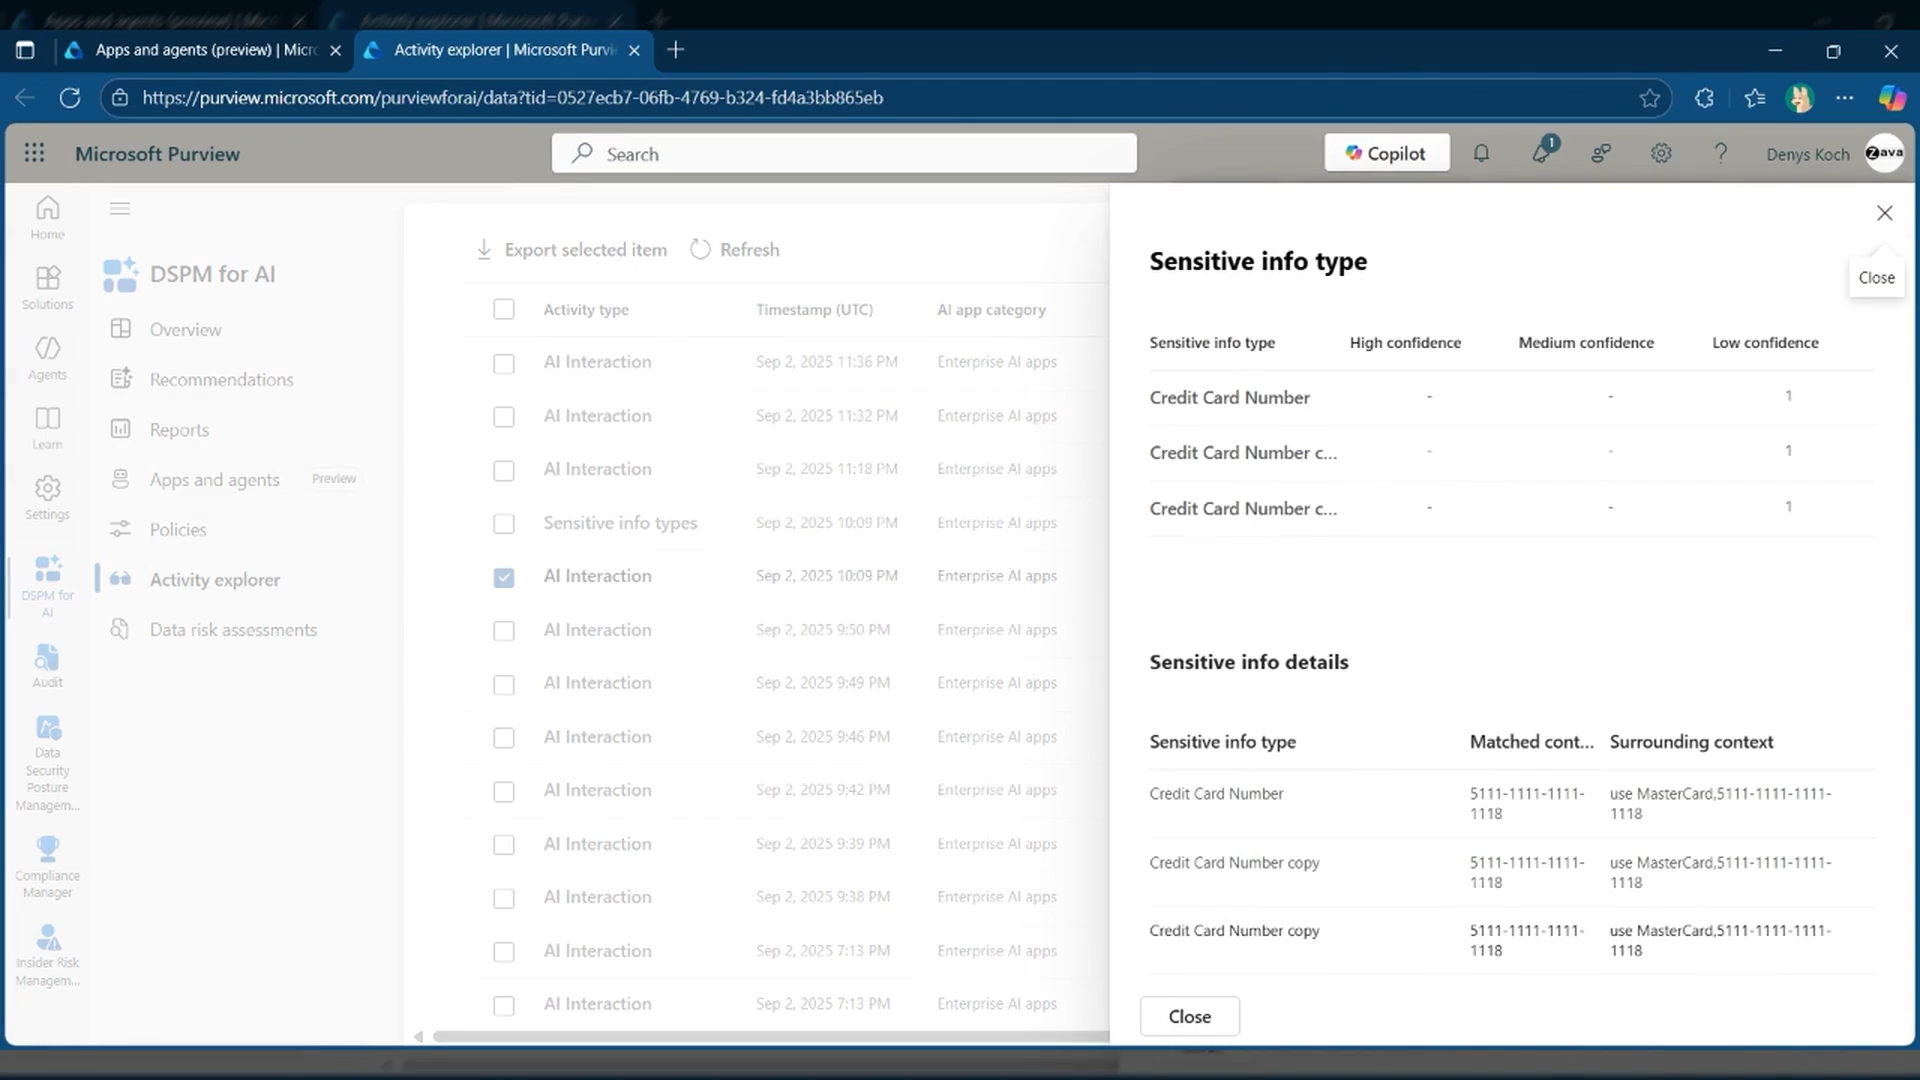 Apps and agents (preview) | Micr
Activity explorer | Microsoft Purvi
https://purview.microsoft.com/purviewforai/data?tid=0527ecb7-06fb-4769-b324-fd4a3bb865eb
Microsoft Purview
Search
Copilot
1
Denys Koch
Zava
Home
Solutions
Agents
Learn
Settings
DSPM for
AI
Audit
Data
Security
Posture
Managem...
Compliance
Manager
Insider Risk
Managem...
DSPM for AI
Overview
Recommendations
Reports
Apps and agents Preview
Policies
Activity explorer
Data risk assessments
Export selected item Refresh
Activity type Timestamp (UTC) AI app category
AI Interaction Sep 2, 2025 11:36 PM Enterprise AI apps
AI Interaction Sep 2, 2025 11:32 PM Enterprise AI apps
AI Interaction Sep 2, 2025 11:18 PM Enterprise AI apps
Sensitive info types Sep 2, 2025 10:09 PM Enterprise AI apps
AI Interaction Sep 2, 2025 10:09 PM Enterprise AI apps
AI Interaction Sep 2, 2025 9:50 PM Enterprise AI apps
AI Interaction Sep 2, 2025 9:49 PM Enterprise AI apps
AI Interaction Sep 2, 2025 9:46 PM Enterprise AI apps
AI Interaction Sep 2, 2025 9:42 PM Enterprise AI apps
AI Interaction Sep 2, 2025 9:39 PM Enterprise AI apps
AI Interaction Sep 2, 2025 9:38 PM Enterprise AI apps
AI Interaction Sep 2, 2025 7:13 PM Enterprise AI apps
AI Interaction Sep 2, 2025 7:13 PM Enterprise AI apps
Close
Sensitive info type
Sensitive info type High confidence Medium confidence Low confidence
Credit Card Number - - 1
Credit Card Number c... - - 1
Credit Card Number c... - - 1
Sensitive info details
Sensitive info type Matched cont... Surrounding context
Credit Card Number 5111-1111-1111- use MasterCard,5111-1111-1111-
1118 1118
Credit Card Number copy 5111-1111-1111- use MasterCard,5111-1111-1111-
1118 1118
Credit Card Number copy 5111-1111-1111- use MasterCard,5111-1111-1111-
1118 1118
Close